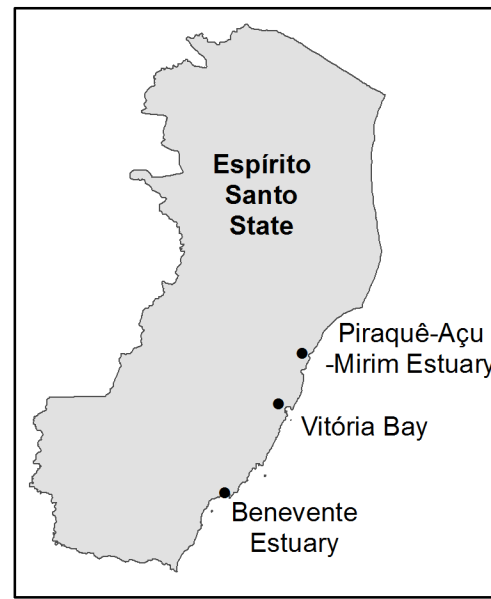 Espírito
Santo
State
Piraquê-Açu
-Mirim Estuary
Vitória Bay
Benevente
Estuary